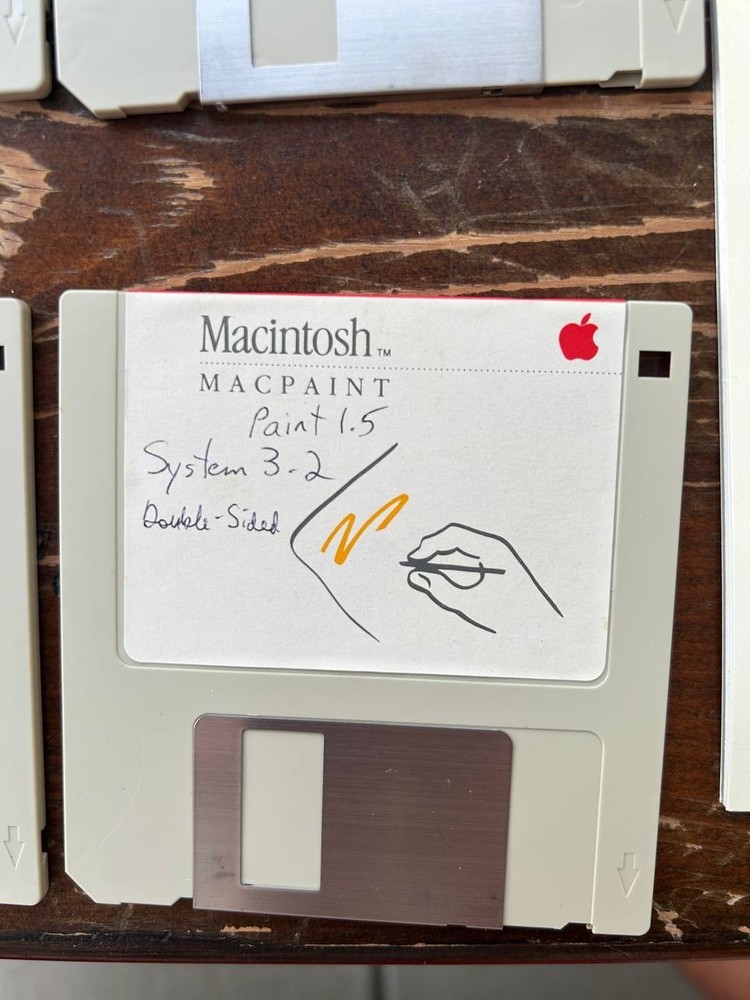 Macintosh™
MACPAINT
Paint 1.5
System 3.2
Double-Sided